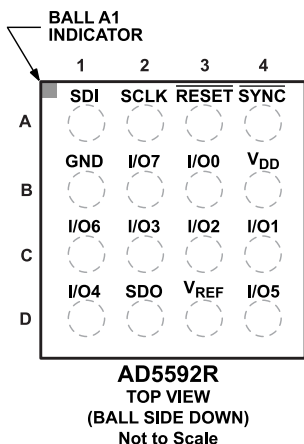 BALL A1
INDICATOR
1 2 3 4
A SDI SCLK RESET SYNC
B GND I/O7 I/O0 VDD
C I/O6 I/O3 I/O2 I/O1
D I/O4 SDO VREF I/O5
AD5592R
TOP VIEW
(BALL SIDE DOWN)
Not to Scale